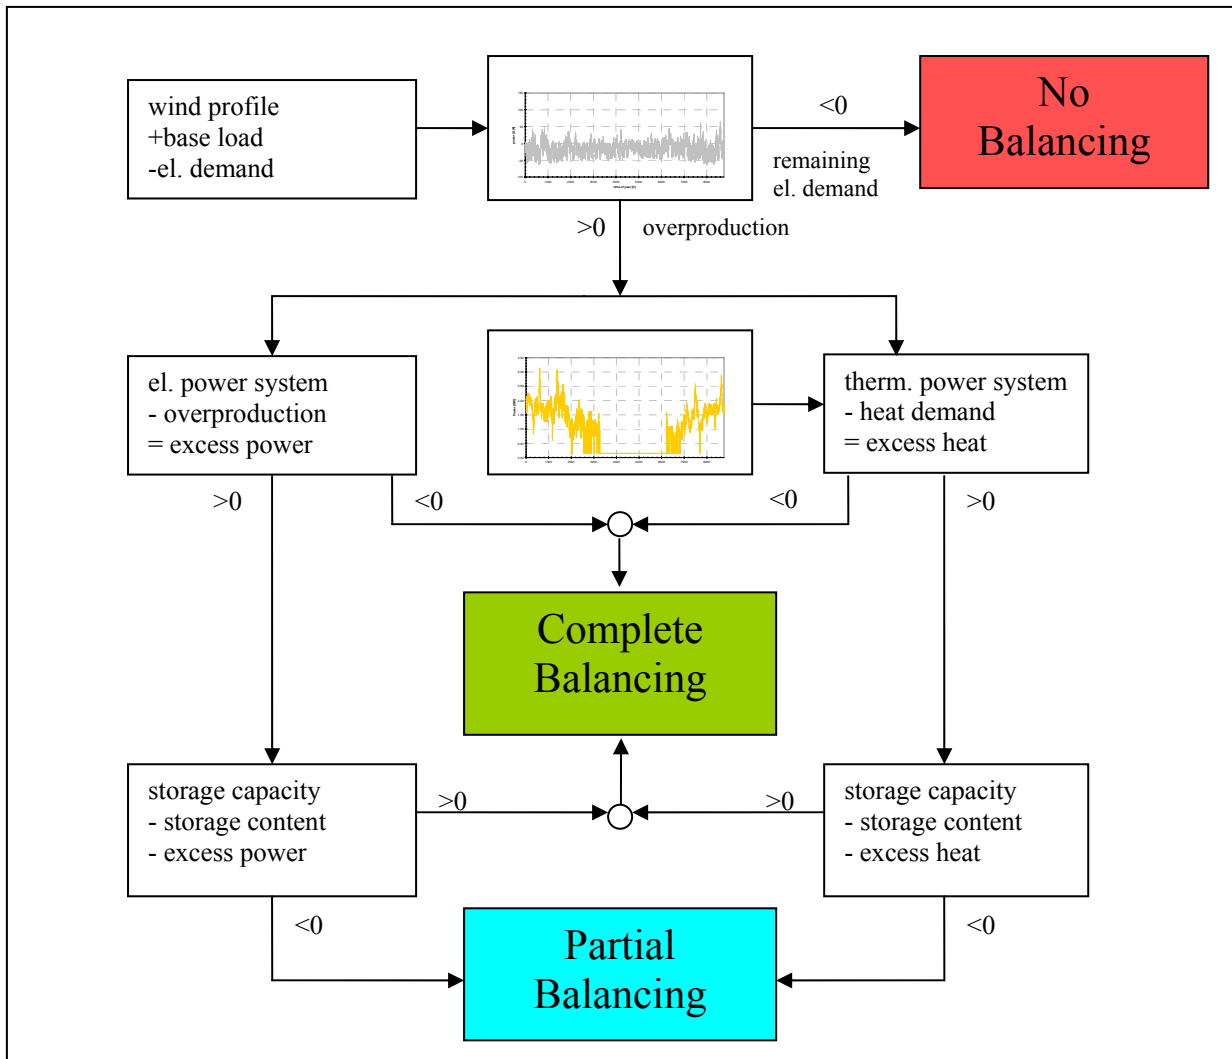 wind profile
+base load
-el. demand
<0
No
Balancing
remaining
el. demand
>0
overproduction
el. power system
- overproduction
= excess power
therm. power system
- heat demand
= excess heat
>0
<0
<0
>0
Complete
Balancing
storage capacity
- storage content
- excess power
>0
>0
storage capacity
- storage content
- excess heat
<0
Partial
Balancing
<0